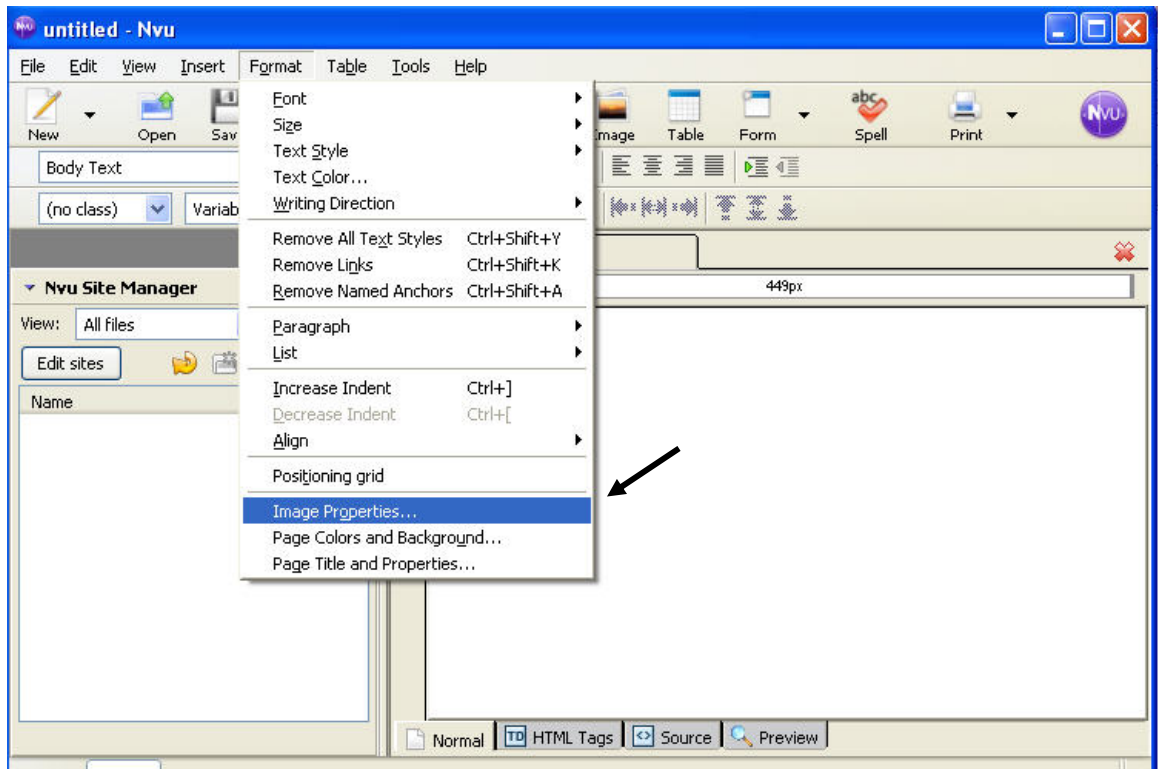 untitled - Nvu
File Edit View Insert Format Table Tools Help
New Open Sav Image Table Form Spell Print
abc
NVU
Body Text
(no class) Variab
Font
Size
Text Style
Text Color...
Writing Direction
Remove All Text Styles Ctrl+Shift+Y
Remove Links Ctrl+Shift+K
Remove Named Anchors Ctrl+Shift+A
Paragraph
List
Increase Indent Ctrl+]
Decrease Indent Ctrl+[
Align
Positioning grid
Image Properties...
Page Colors and Background...
Page Title and Properties...
449px
Nvu Site Manager
View: All files
Edit sites
Name
Normal TD HTML Tags Source Preview